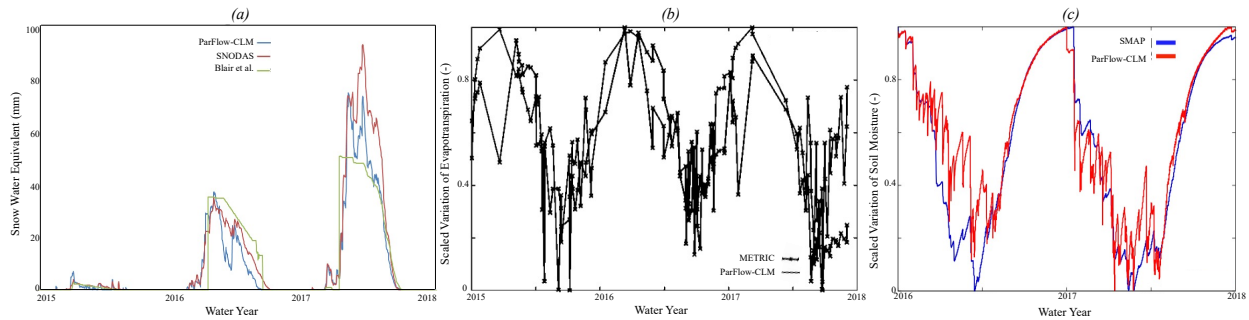 (a)
Snow Water Equivalent (mm)
100
80
60
40
20
0
ParFlow-CLM
SNODAS
Blair et al.
2015 2016 2017 2018
Water Year
(b)
Scaled Variation of Evapotranspiration (-)
0.8
0.4
0
METRIC
ParFlow-CLM
2015 2016 2017 2018
Water Year
(c)
Scaled Variation of Soil Moisture (-)
0.8
0.4
0
SMAP
ParFlow-CLM
2016 2017 2018
Water Year